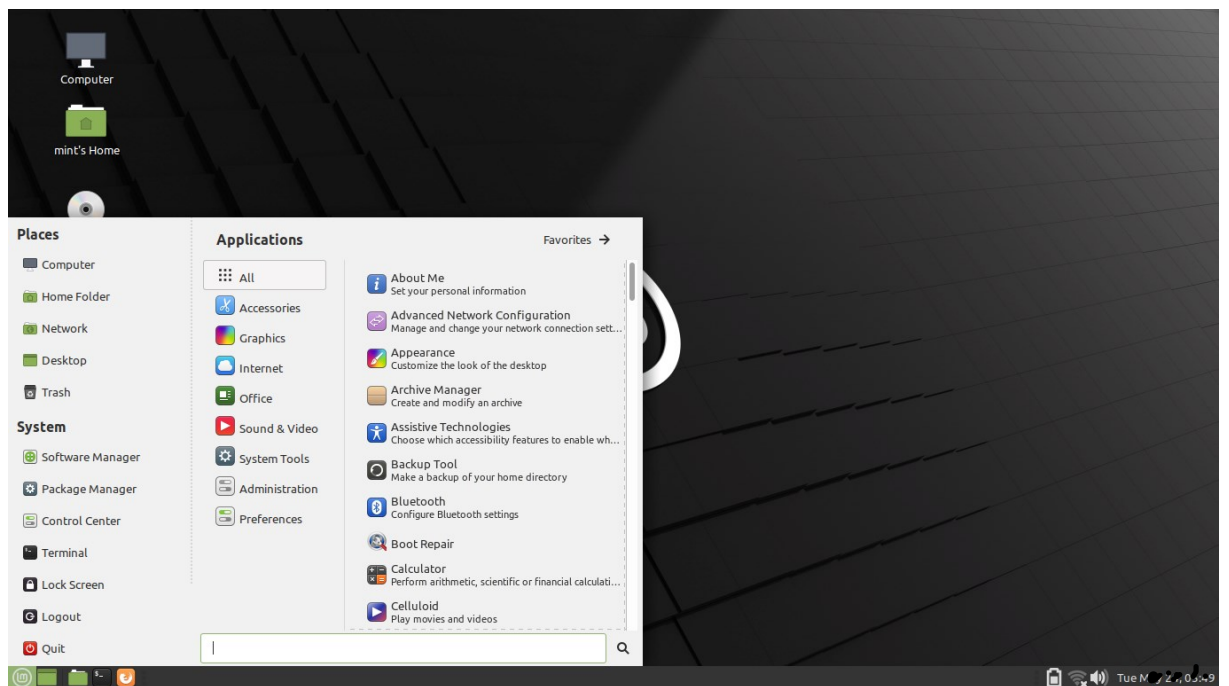 Computer
mint's Home
Places
Computer
Home Folder
Network
Desktop
Trash
System
Software Manager
Package Manager
Control Center
Terminal
Lock Screen
Logout
Quit
Applications
Favorites →
All
Accessories
Graphics
Internet
Office
Sound & Video
System Tools
Administration
Preferences
About Me
Set your personal information
Advanced Network Configuration
Manage and change your network connection sett...
Appearance
Customize the look of the desktop
Archive Manager
Create and modify an archive
Assistive Technologies
Choose which accessibility features to enable wh...
Backup Tool
Make a backup of your home directory
Bluetooth
Configure Bluetooth settings
Boot Repair
Calculator
Perform arithmetic, scientific or financial calculati...
Celluloid
Play movies and videos
Tue